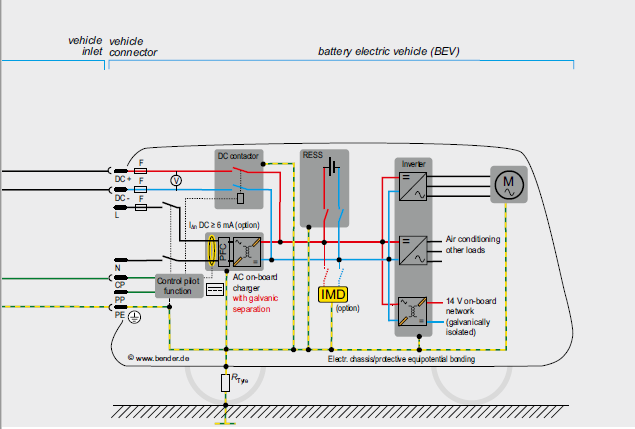 vehicle vehicle
inlet connector
battery electric vehicle (BEV)
F
DC contactor
RESS
Inverter
DC +
V
F
DC -
F
L
M
I∆n DC ≥ 6 mA (option)
PFC
Air conditioning
other loads
N
CP
Control pilot
function
AC on-board
charger
with galvanic
separation
IMD
(option)
14 V on-board
network
(galvanically
isolated)
PP
PE
© www.bender.de
Electr. chassis/protective equipotential bonding
RTyre